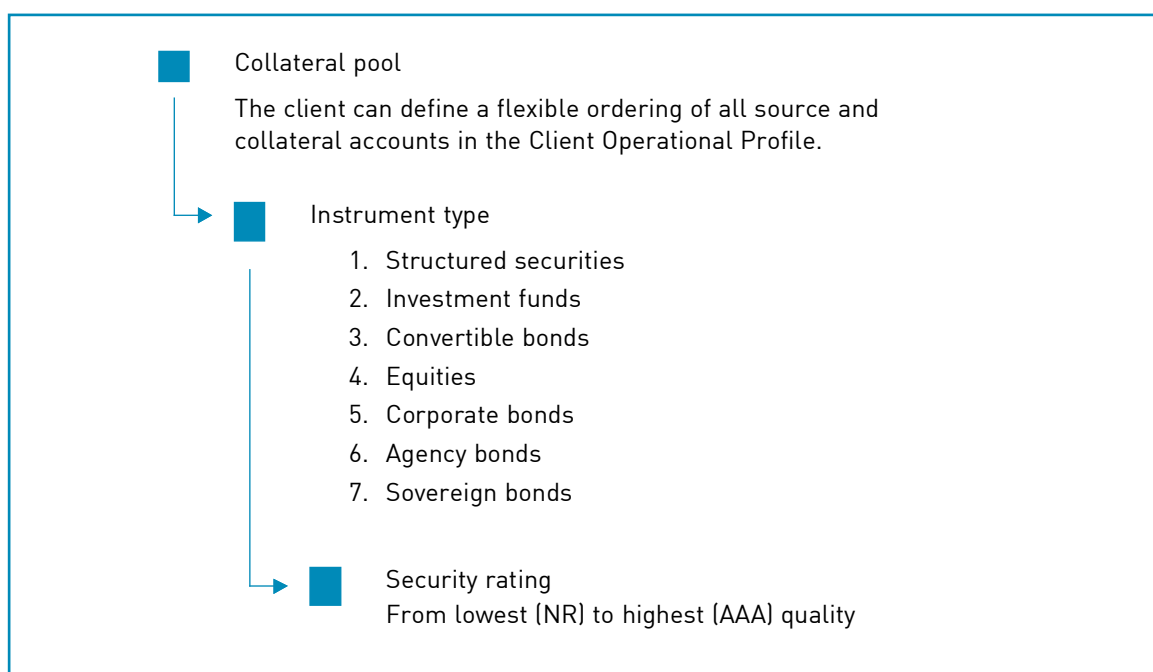 Collateral pool
The client can define a flexible ordering of all source and
collateral accounts in the Client Operational Profile.
Instrument type
1. Structured securities
2. Investment funds
3. Convertible bonds
4. Equities
5. Corporate bonds
6. Agency bonds
7. Sovereign bonds
Security rating
From lowest (NR) to highest (AAA) quality